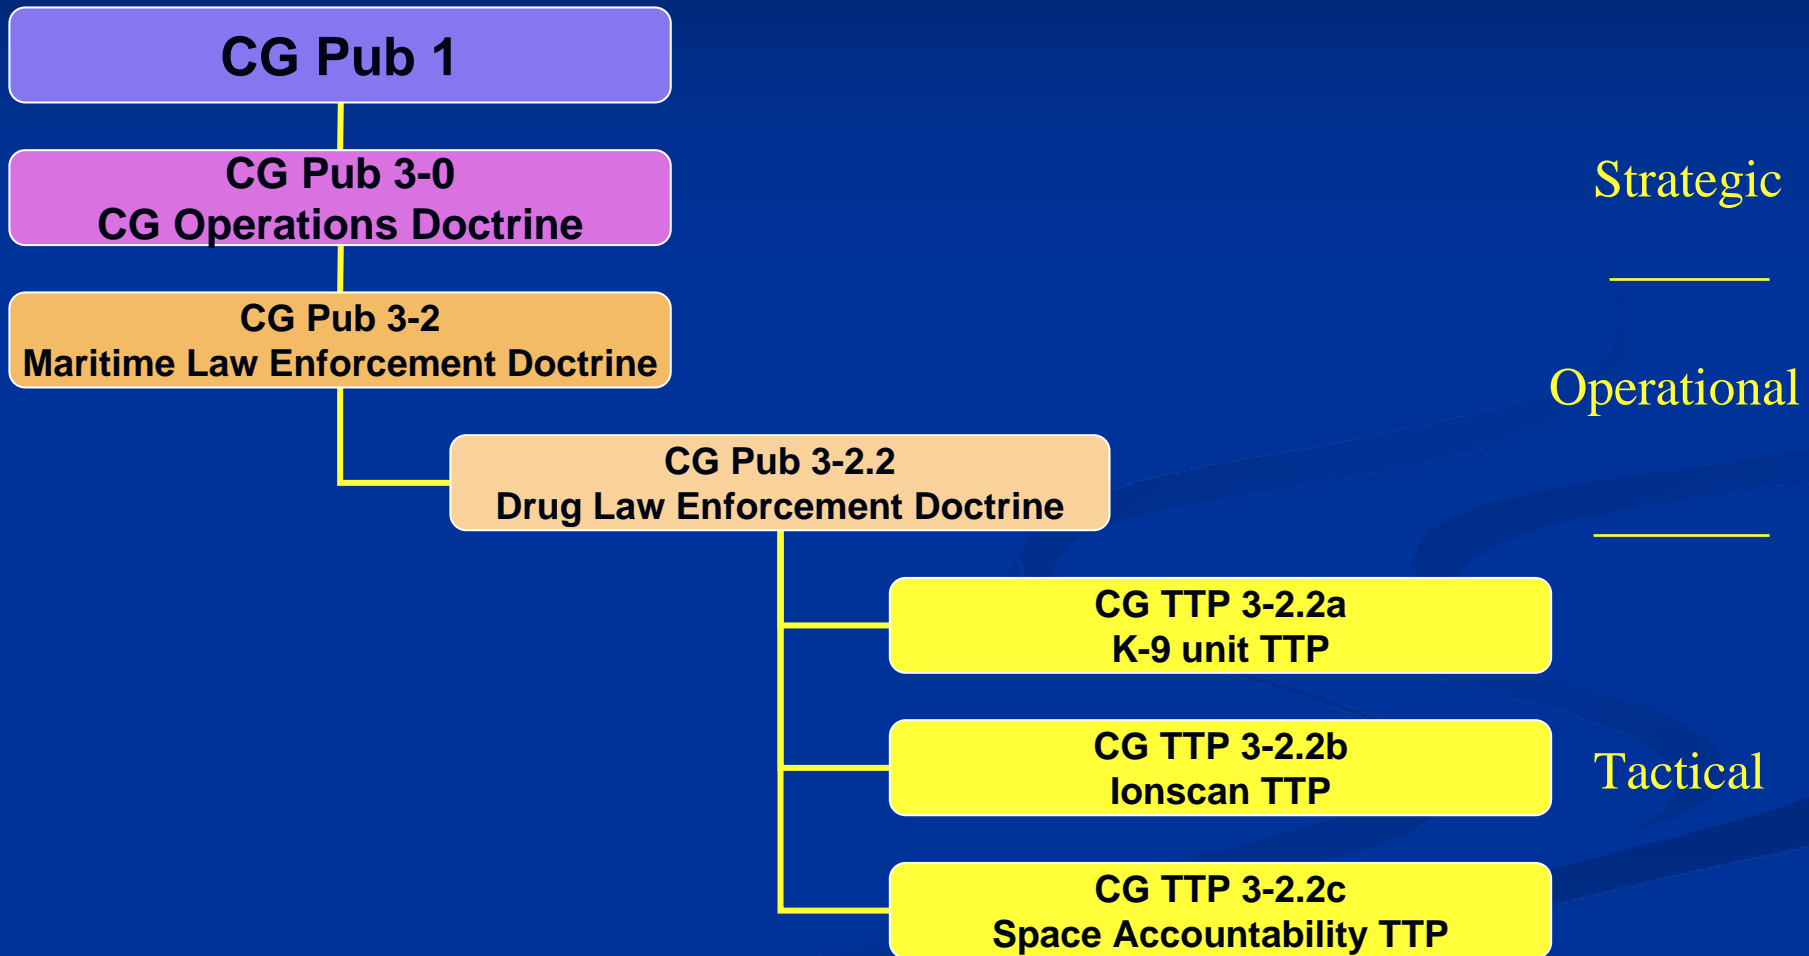 CG Pub 1
CG Pub 3-0
CG Operations Doctrine
Strategic
CG Pub 3-2
Maritime Law Enforcement Doctrine
Operational
CG Pub 3-2.2
Drug Law Enforcement Doctrine
CG TTP 3-2.2a
K-9 unit TTP
CG TTP 3-2.2b
Ionscan TTP
Tactical
CG TTP 3-2.2c
Space Accountability TTP